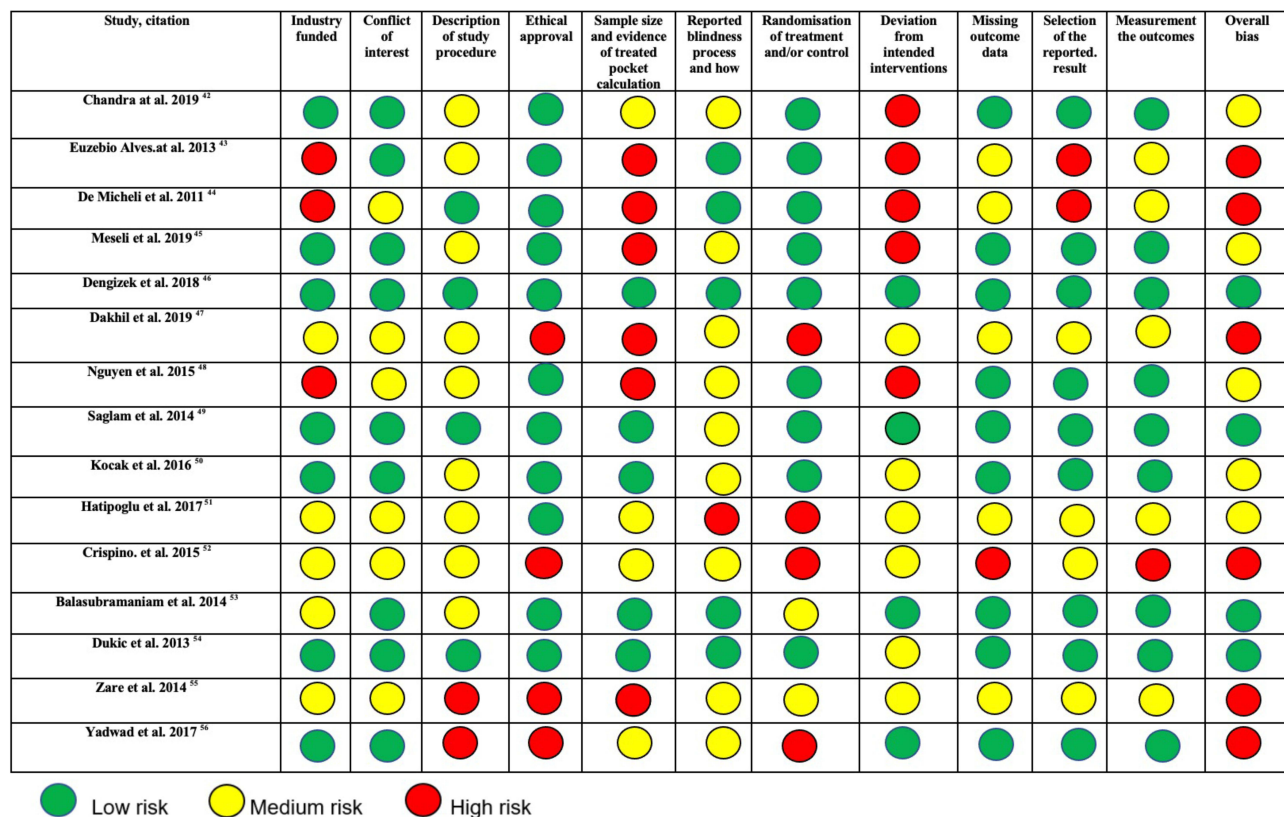 Study, citation
Industry
funded
Conflict
of
interest
Description
of study
procedure
Ethical
approval
Sample size
and evidence
of treated
pocket
calculation
Reported
blindness
process
and how
Randomisation
of treatment
and/or control
Deviation
from
intended
interventions
Missing
outcome
data
Selection
of the
reported.
result
Measurement
the outcomes
Overall
bias
Chandra at al. 2019 42
Euzebio Alves.at al. 2013 43
De Micheli et al. 2011 44
Meseli et al. 2019 45
Dengizek et al. 2018 46
Dakhil et al. 2019 47
Nguyen et al. 2015 48
Saglam et al. 2014 49
Kocak et al. 2016 50
Hatipoglu et al. 2017 51
Crispino. et al. 2015 52
Balasubramaniam et al. 2014 53
Dukic et al. 2013 54
Zare et al. 2014 55
Yadwad et al. 2017 56
Low risk Medium risk High risk